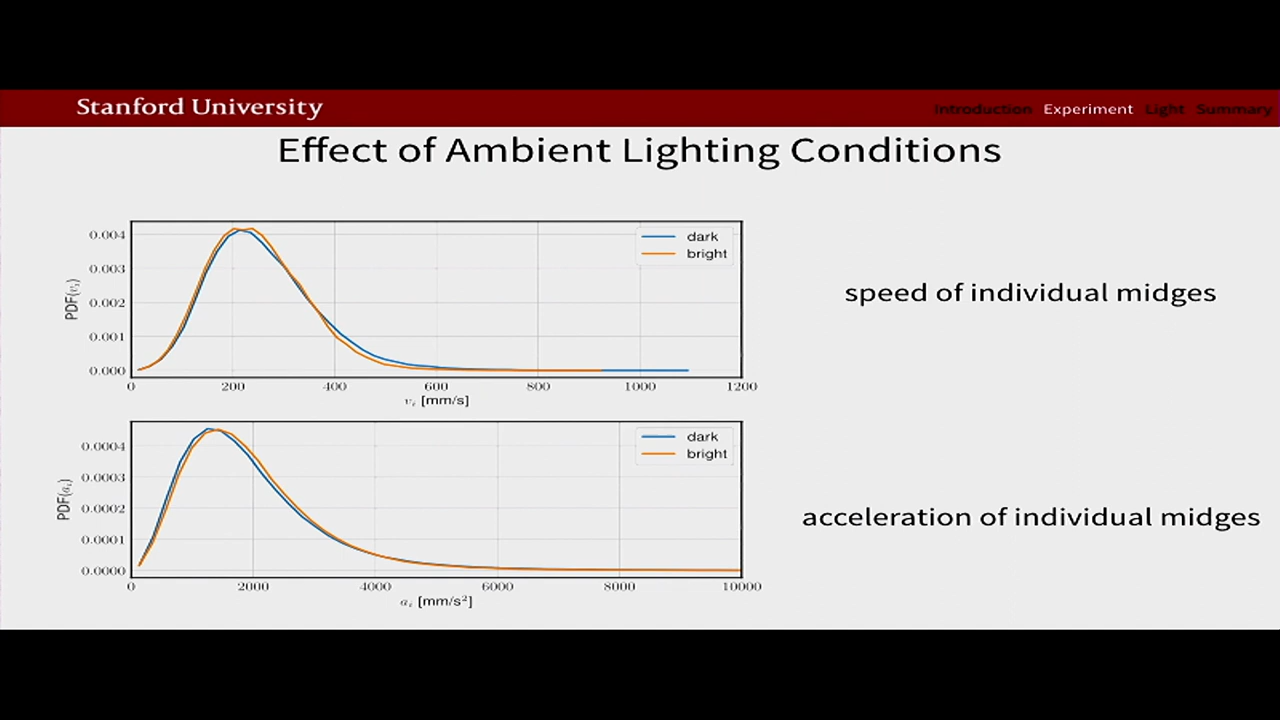 Stanford University
Introduction Experiment Light Summary
Effect of Ambient Lighting Conditions
0.004
0.003
0.002
0.001
0.000
PDF(vᵢ)
dark
bright
0 200 400 600 800 1000 1200
vᵢ [mm/s]
speed of individual midges
0.0004
0.0003
0.0002
0.0001
0.0000
PDF(aᵢ)
dark
bright
0 2000 4000 6000 8000 10000
aᵢ [mm/s²]
acceleration of individual midges